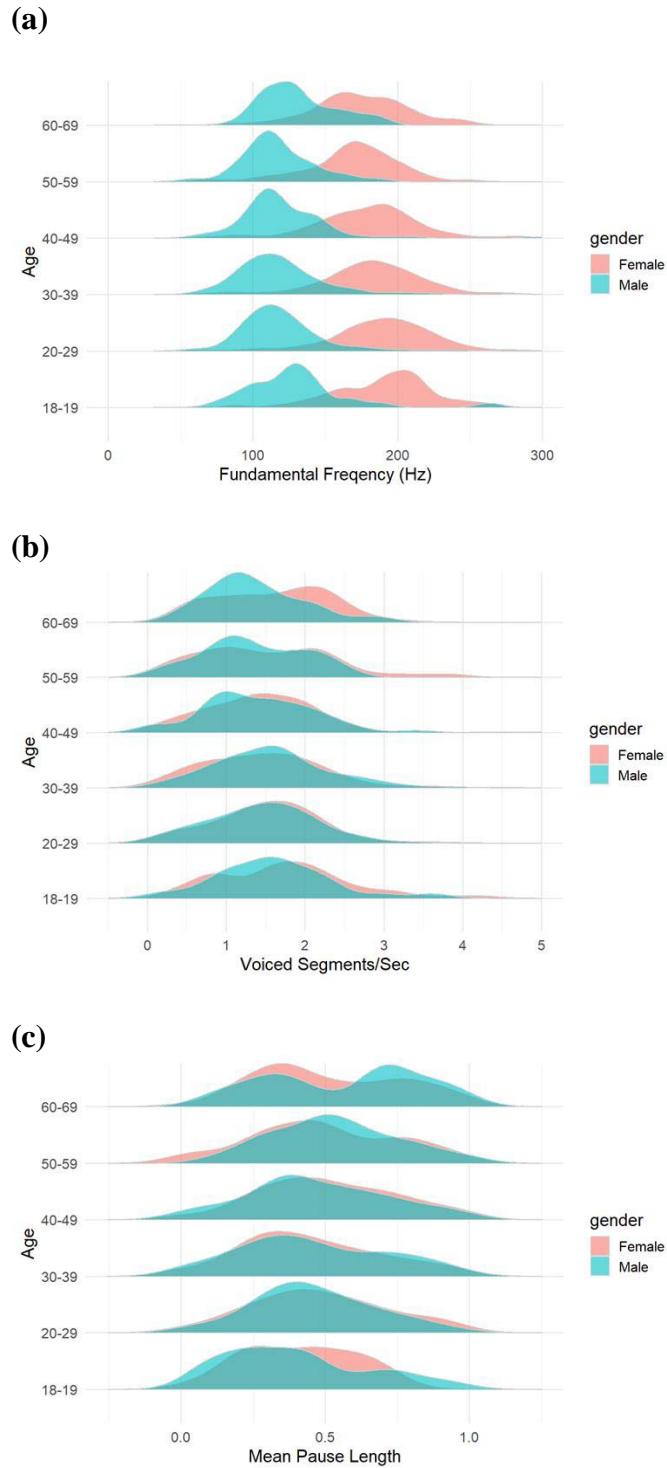 (a)
60-69
50-59
40-49
30-39
20-29
18-19
Age
0 100 200 300
Fundamental Freqency (Hz)
gender
Female
Male
(b)
60-69
50-59
40-49
30-39
20-29
18-19
Age
0 1 2 3 4 5
Voiced Segments/Sec
gender
Female
Male
(c)
60-69
50-59
40-49
30-39
20-29
18-19
Age
0.0 0.5 1.0
Mean Pause Length
gender
Female
Male